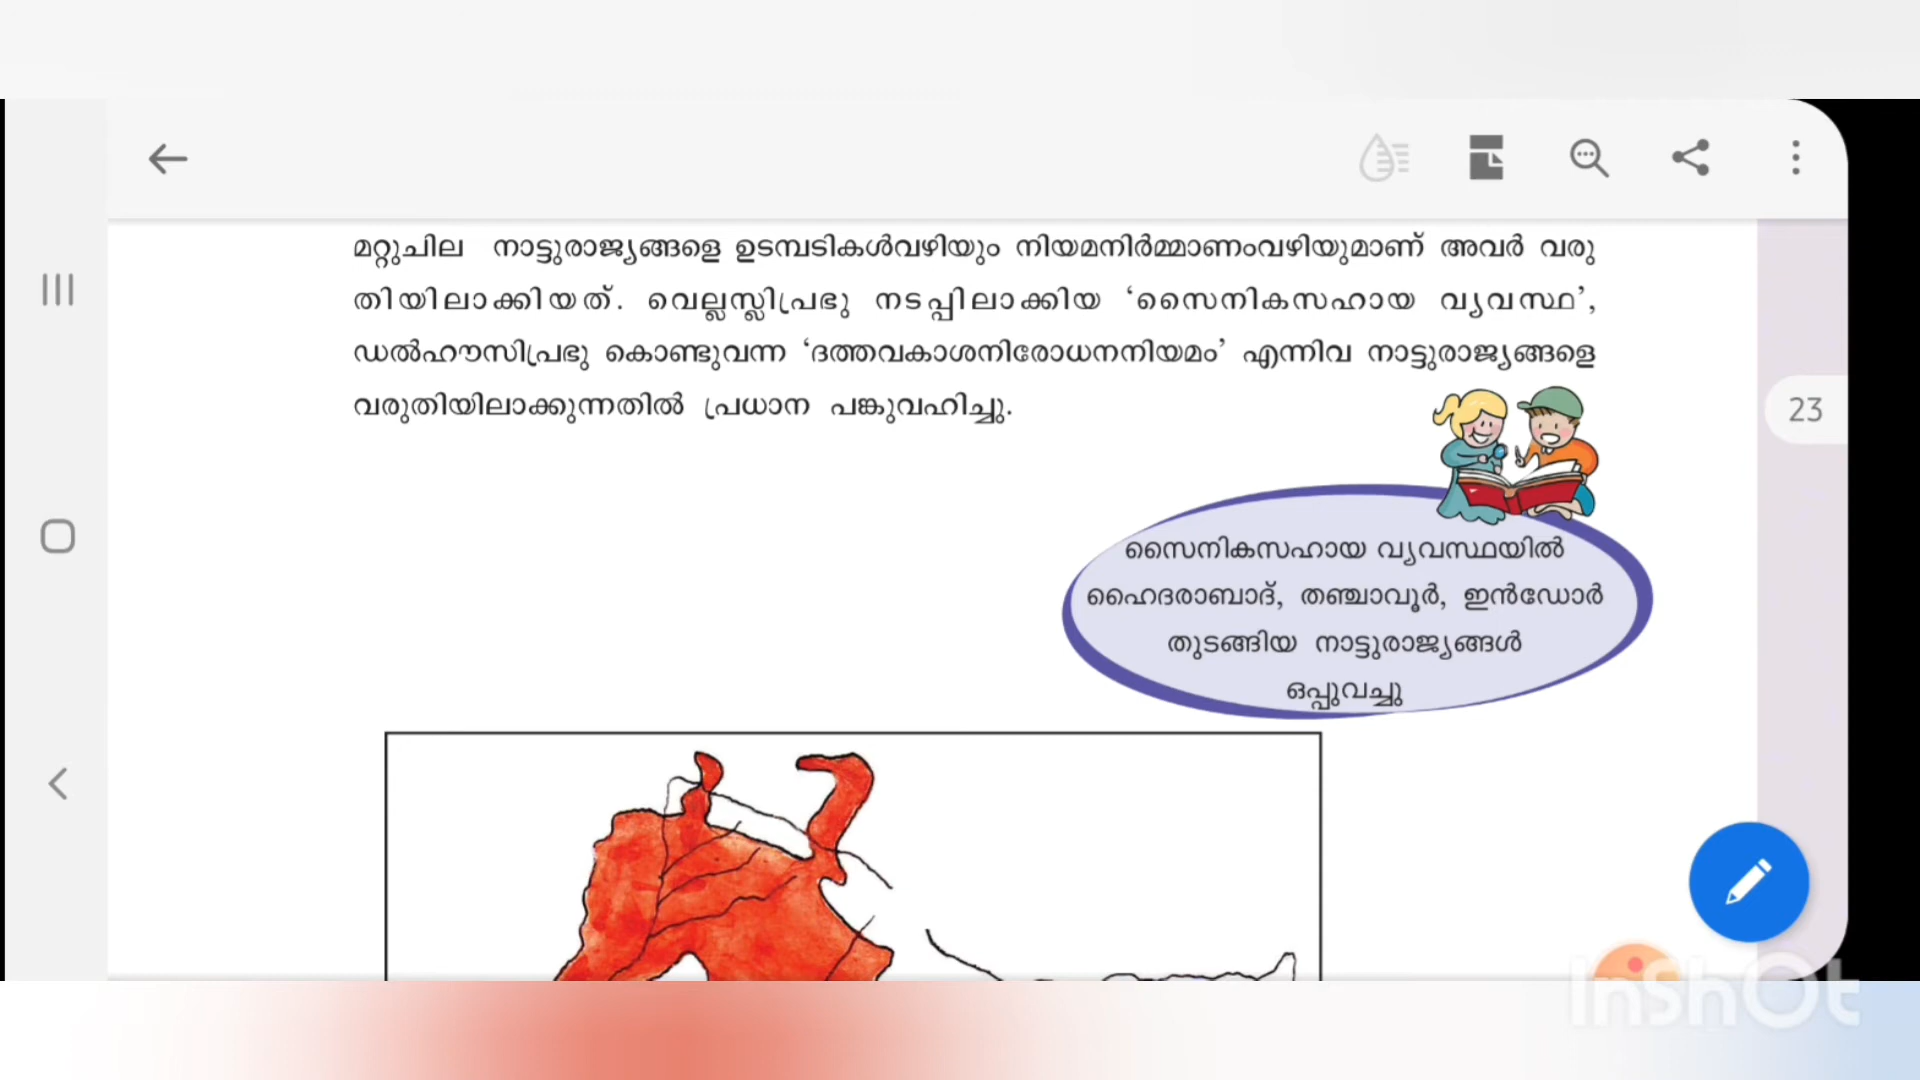 മറ്റുചില നാട്ടുരാജ്യങ്ങളെ ഉടമ്പടികൾവഴിയും നിയമനിർമ്മാണംവഴിയുമാണ് അവർ വരു
തിയിലാക്കിയത്. വെല്ലസ്ലിപ്രഭു നടപ്പിലാക്കിയ ‘സൈനികസഹായ വ്യവസ്ഥ’,
ഡൽഹൗസിപ്രഭു കൊണ്ടുവന്ന ‘ദത്തവകാശനിരോധനനിയമം’ എന്നിവ നാട്ടുരാജ്യങ്ങളെ
വരുതിയിലാക്കുന്നതിൽ പ്രധാന പങ്കുവഹിച്ചു.
23
സൈനികസഹായ വ്യവസ്ഥയിൽ
ഹൈദരാബാദ്, തഞ്ചാവൂർ, ഇൻഡോർ
തുടങ്ങിയ നാട്ടുരാജ്യങ്ങൾ
ഒപ്പുവച്ചു
InShOt